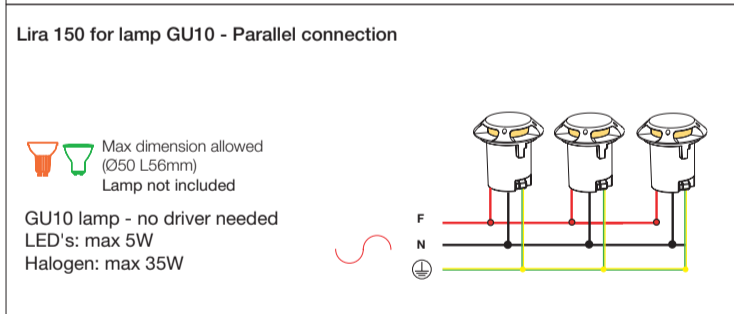 Lira 150 for lamp GU10 - Parallel connection
Max dimension allowed
(Ø50 L56mm)
Lamp not included
GU10 lamp - no driver needed
LED's: max 5W
Halogen: max 35W
F
N